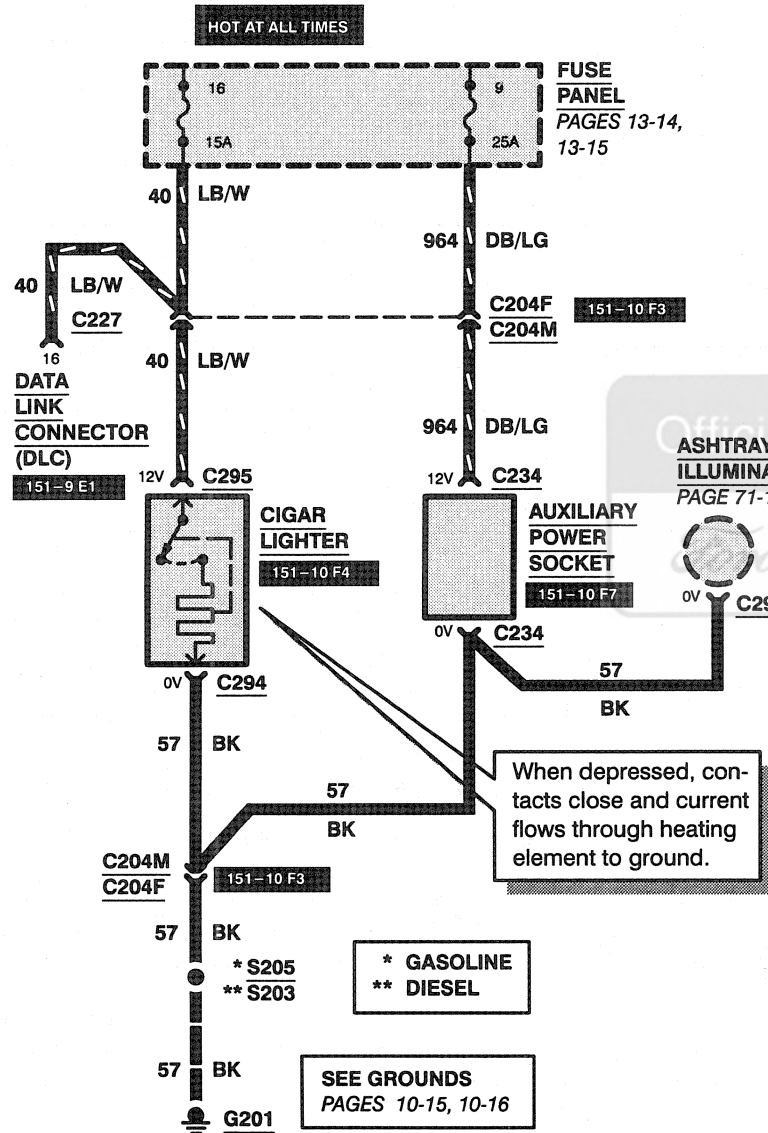 HOT AT ALL TIMES
16
15A
9
25A
FUSE
PANEL
PAGES 13-14,
13-15
40 LB/W
964 DB/LG
40 LB/W
C227
16
DATA
LINK
CONNECTOR
(DLC)
151-9 E1
C204F
C204M
151-10 F3
40 LB/W
964 DB/LG
12V C295
12V C234
CIGAR
LIGHTER
151-10 F4
AUXILIARY
POWER
SOCKET
151-10 F7
ASHTRAY
ILLUMINA
PAGE 71-1
0V C29
0V C234
57
BK
0V C294
57 BK
57
BK
When depressed, con-
tacts close and current
flows through heating
element to ground.
C204M
C204F
151-10 F3
57 BK
* S205
** S203
* GASOLINE
** DIESEL
57 BK
SEE GROUNDS
PAGES 10-15, 10-16
G201